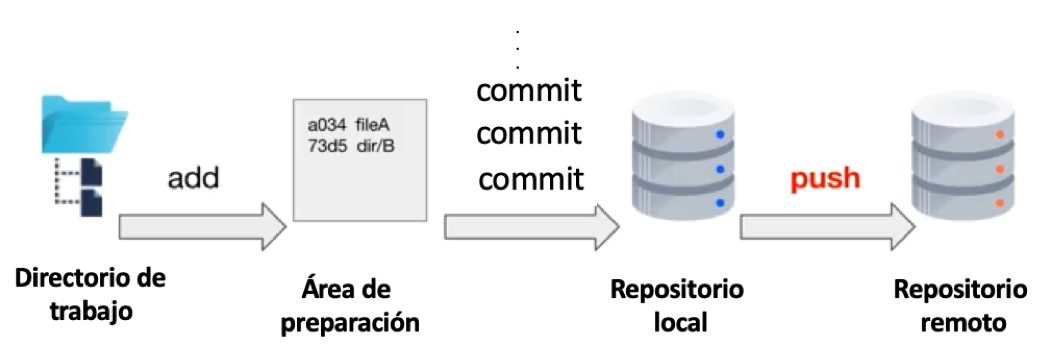 commit
commit
commit
a034 fileA
73d5 dir/B
add
push
Directorio de
trabajo
Área de
preparación
Repositorio
local
Repositorio
remoto